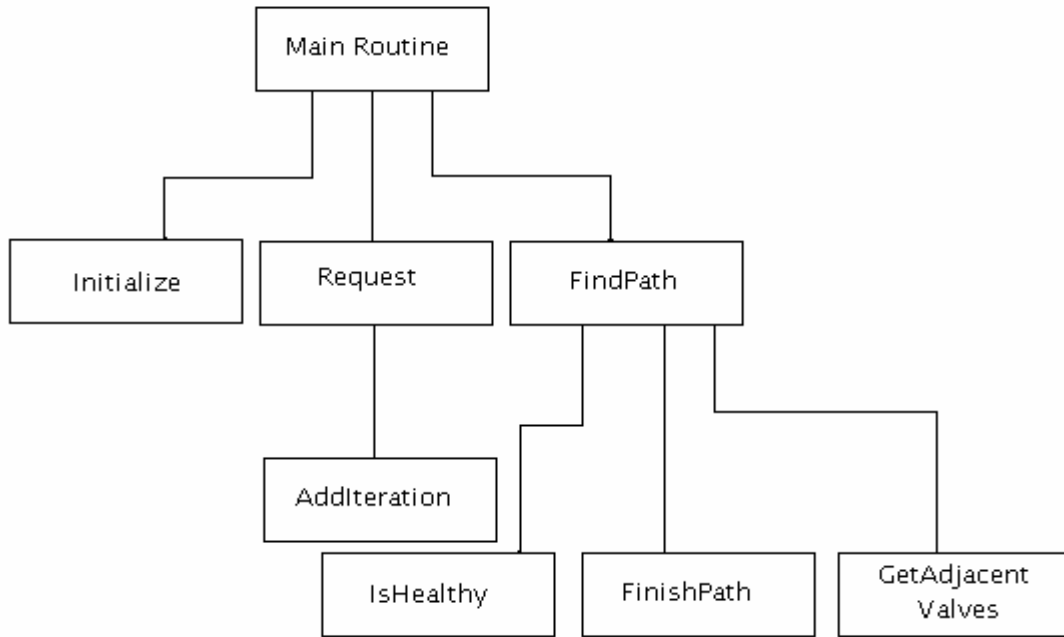 Main Routine
Initialize
Request
FindPath
AddIteration
IsHealthy
FinishPath
GetAdjacent
Valves